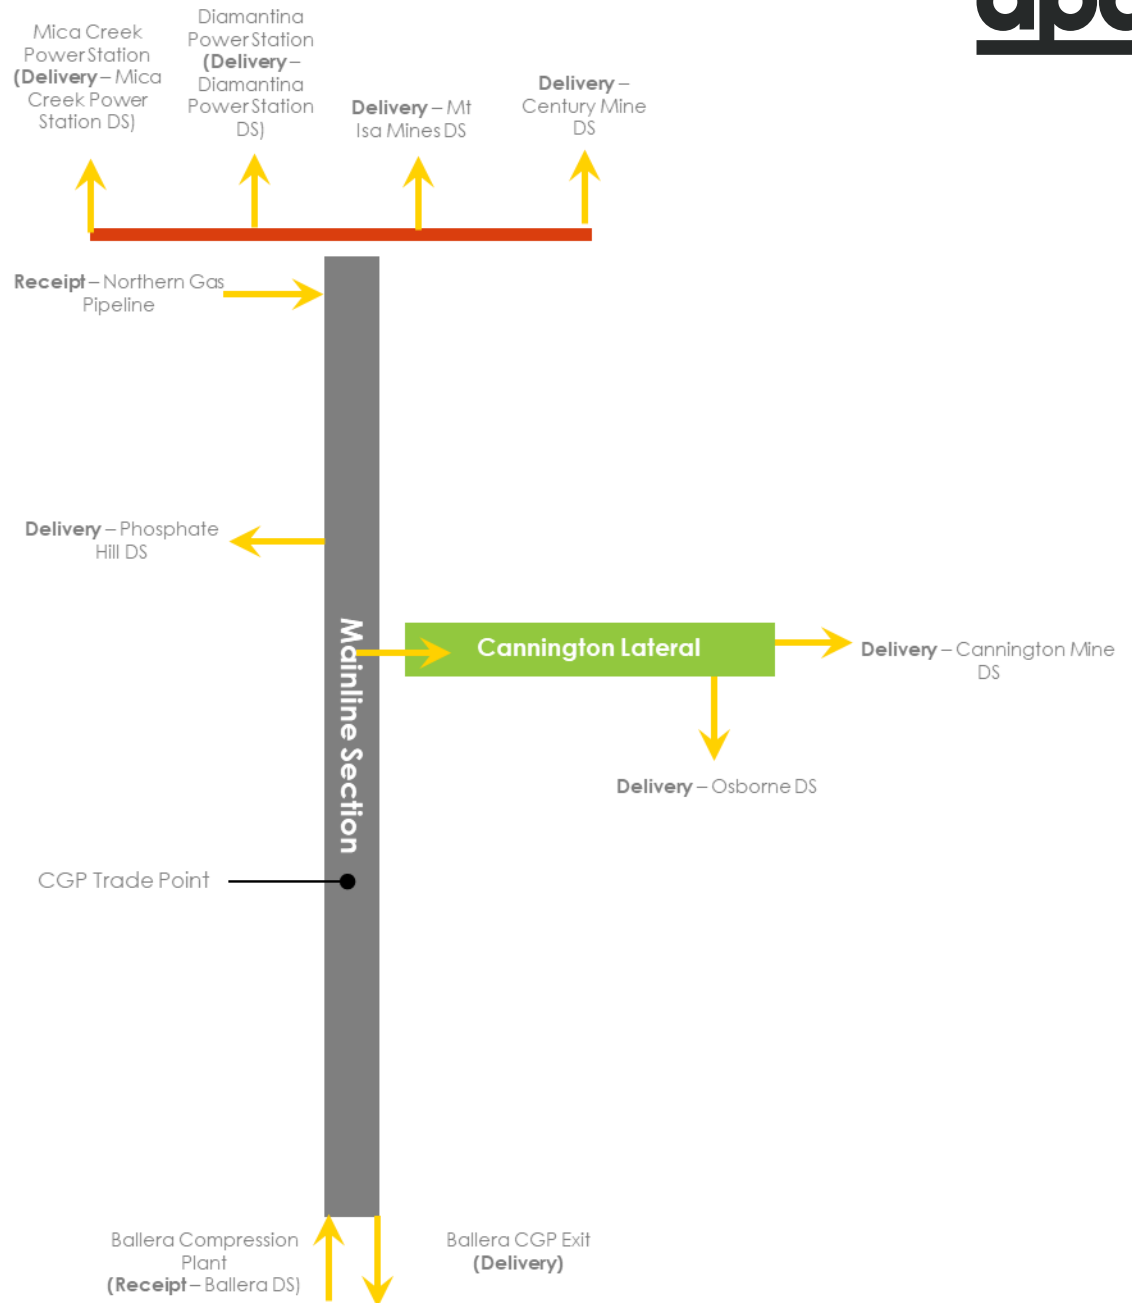 Mica Creek
Power Station
(Delivery – Mica
Creek Power
Station DS)
Diamantina
Power Station
(Delivery –
Diamantina
Power Station
DS)
Delivery – Mt
Isa Mines DS
Delivery –
Century Mine
DS
Receipt – Northern Gas
Pipeline
Delivery – Phosphate
Hill DS
Mainline Section
Cannington Lateral
Delivery – Cannington Mine
DS
Delivery – Osborne DS
CGP Trade Point
Ballera Compression
Plant
(Receipt – Ballera DS)
Ballera CGP Exit
(Delivery)